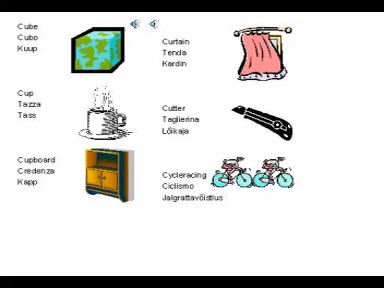 Cube
Cubo
Kuup
Curtain
Tenda
Kardin
Cup
Tazza
Tass
Cutter
Taglierina
Lõikaja
Cupboard
Credenza
Kapp
Cycleracing
Ciclismo
Jalgrattavõistlus